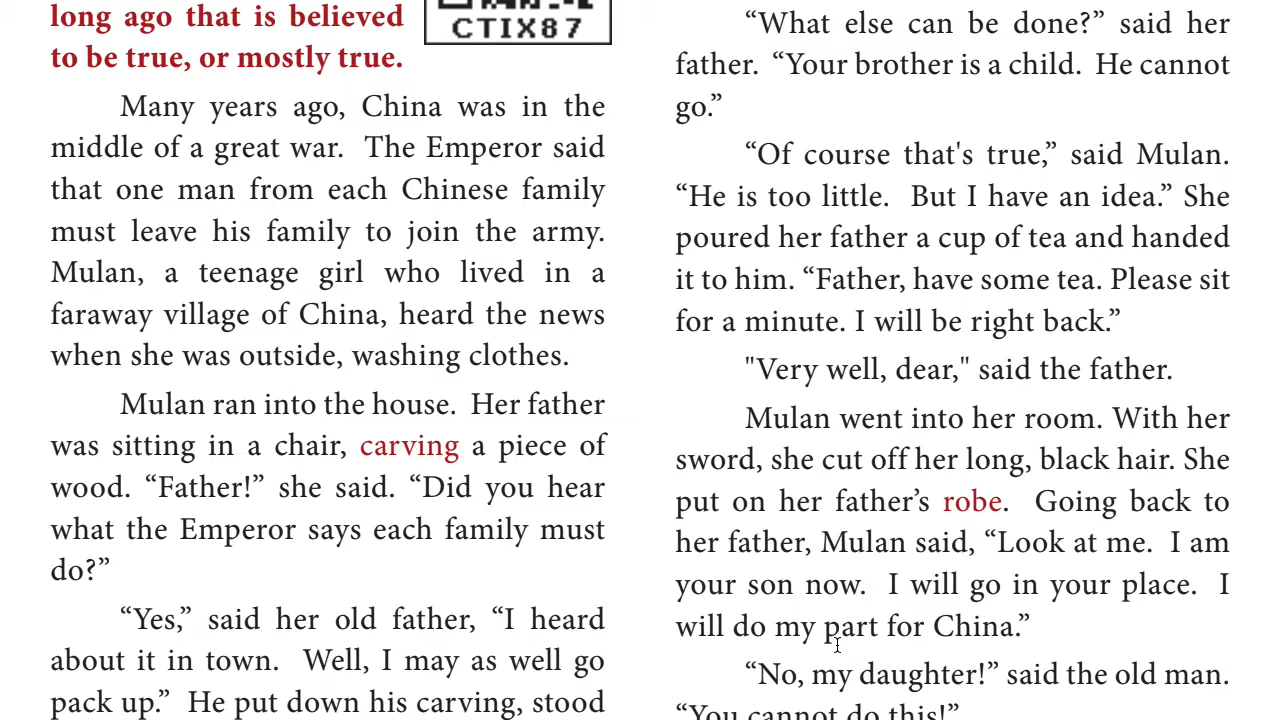 long ago that is believed
to be true, or mostly true.
CTIX87
Many years ago, China was in the
middle of a great war.  The Emperor said
that one man from each Chinese family
must leave his family to join the army.
Mulan, a teenage girl who lived in a
faraway village of China, heard the news
when she was outside, washing clothes.
Mulan ran into the house.  Her father
was sitting in a chair, carving a piece of
wood. “Father!” she said. “Did you hear
what the Emperor says each family must
do?”
“Yes,” said her old father, “I heard
about it in town.  Well, I may as well go
pack up.”  He put down his carving, stood
“What else can be done?” said her
father. “Your brother is a child.  He cannot
go.”
“Of course that's true,” said Mulan.
“He is too little.  But I have an idea.” She
poured her father a cup of tea and handed
it to him. “Father, have some tea. Please sit
for a minute. I will be right back.”
"Very well, dear," said the father.
Mulan went into her room. With her
sword, she cut off her long, black hair. She
put on her father’s robe.  Going back to
her father, Mulan said, “Look at me.  I am
your son now.  I will go in your place.  I
will do my part for China.”
“No, my daughter!” said the old man.
“You cannot do this!”